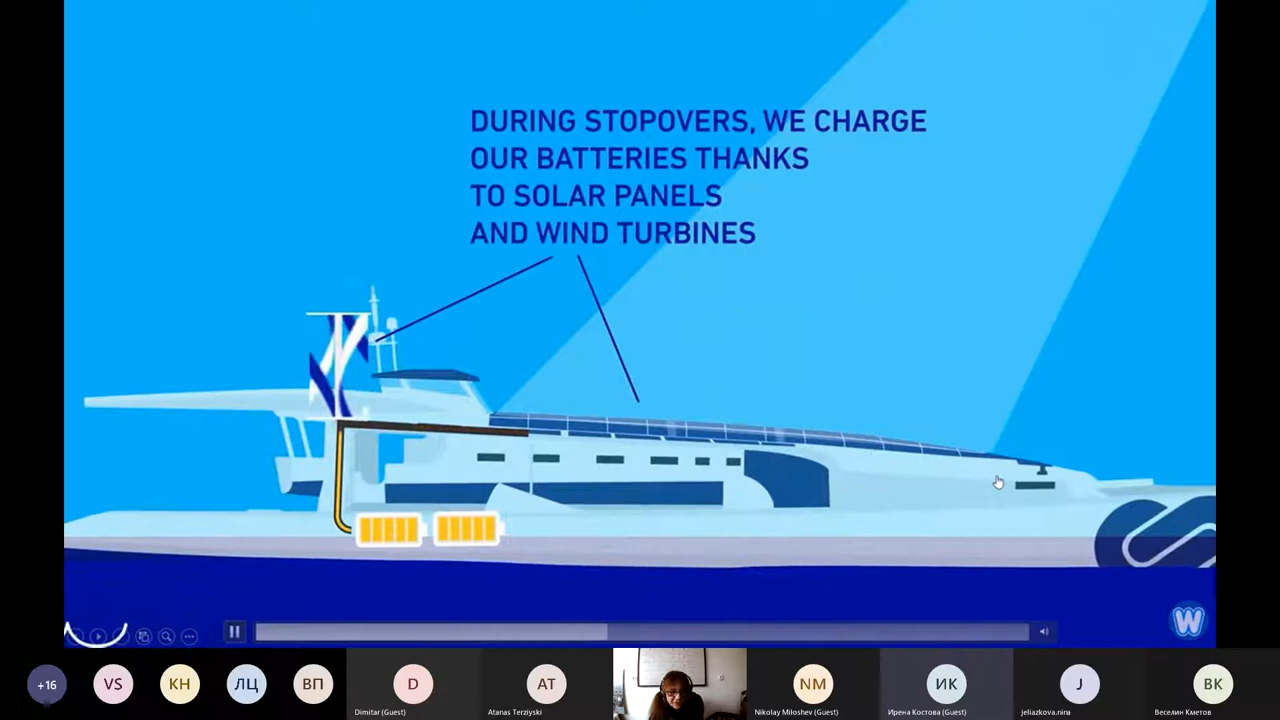 DURING STOPOVERS, WE CHARGE
OUR BATTERIES THANKS
TO SOLAR PANELS
AND WIND TURBINES
W
+16
VS
КН
ЛЦ
ВП
D
AT
NM
ИК
J
ВК
Dimitar (Guest)
Atanas Terziyski
Nikolay Miloshev (Guest)
Ирена Костова (Guest)
jeliazkova.nina
Веселин Кметов